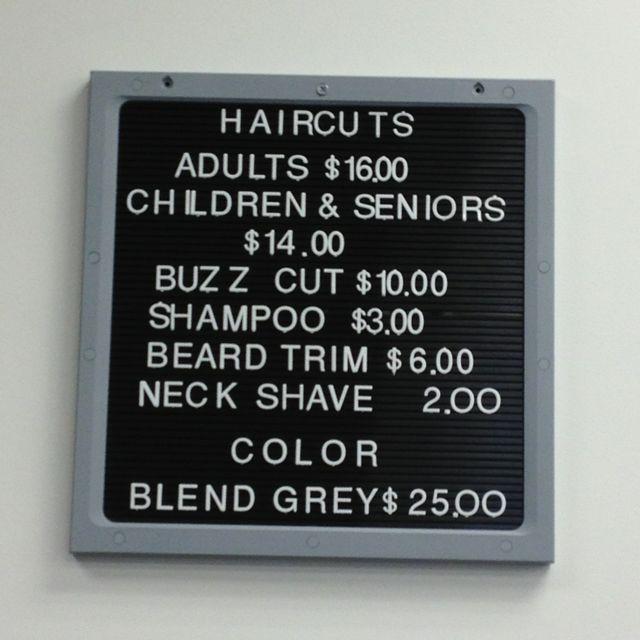 HAIRCUTS
ADULTS $16.00
CHILDREN & SENIORS
$14.00
BUZZ CUT $10.00
SHAMPOO $3.00
BEARD TRIM $6.00
NECK SHAVE 2.00
COLOR
BLEND GREY$ 25.00